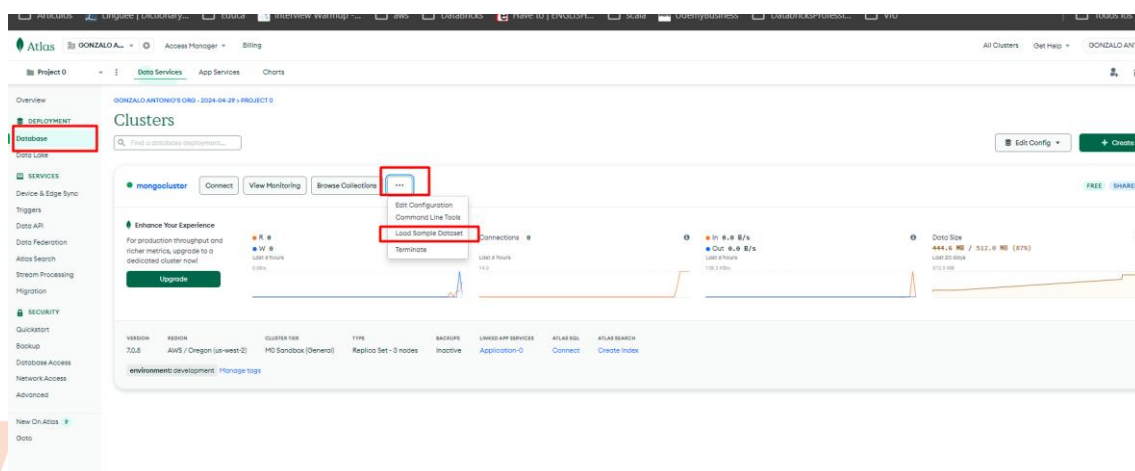 Articulos Linguee | Dictionary... Educa Interview Warmup -... aws Databricks Have to | ENGLISH... scala UdemyBusiness DatabricksProfessi... VIU Todos los
Atlas GONZALO A... Access Manager Billing All Clusters Get Help GONZALO ANT
Project 0 Data Services App Services Charts
Overview
DEPLOYMENT
Database
Data Lake
SERVICES
Device & Edge Sync
Triggers
Data API
Data Federation
Atlas Search
Stream Processing
Migration
SECURITY
Quickstart
Backup
Database Access
Network Access
Advanced
New On Atlas
Goto
GONZALO ANTONIO'S ORG - 2024-04-29 > PROJECT 0
Clusters
Find a database deployment...
Edit Config
+ Create
mongocluster Connect View Monitoring Browse Collections ...
FREE SHARE
Edit Configuration
Command Line Tools
Load Sample Dataset
Terminate
Enhance Your Experience
For production throughput and
richer metrics, upgrade to a
dedicated cluster now!
Upgrade
R 0
W 0
Last 6 hours
Connections 0
Last 6 hours
14.0
In 0.0 B/s
Out 0.0 B/s
Last 6 hours
Data Size
444.6 MB / 512.0 MB (87%)
Last 20 days
512.0 MB
VERSION REGION CLUSTER TIER TYPE BACKUPS LINKED APP SERVICES ATLAS SQL ATLAS SEARCH
7.0.8 AWS / Oregon (us-west-2) M0 Sandbox (General) Replica Set - 3 nodes Inactive Application-0 Connect Create Index
environment: development Manage tags